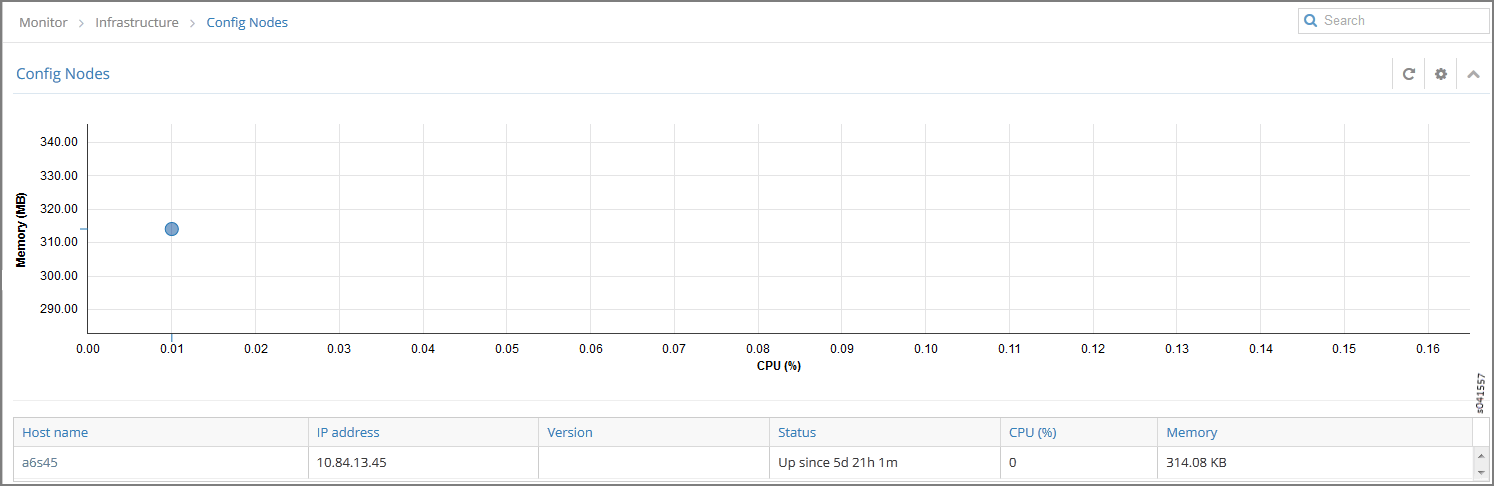 Monitor > Infrastructure > Config Nodes
Search
Config Nodes
340.00
330.00
320.00
310.00
300.00
290.00
Memory (MB)
0.00 0.01 0.02 0.03 0.04 0.05 0.06 0.07 0.08 0.09 0.10 0.11 0.12 0.13 0.14 0.15 0.16
CPU (%)
s041557
Host name IP address Version Status CPU (%) Memory
a6s45 10.84.13.45 Up since 5d 21h 1m 0 314.08 KB